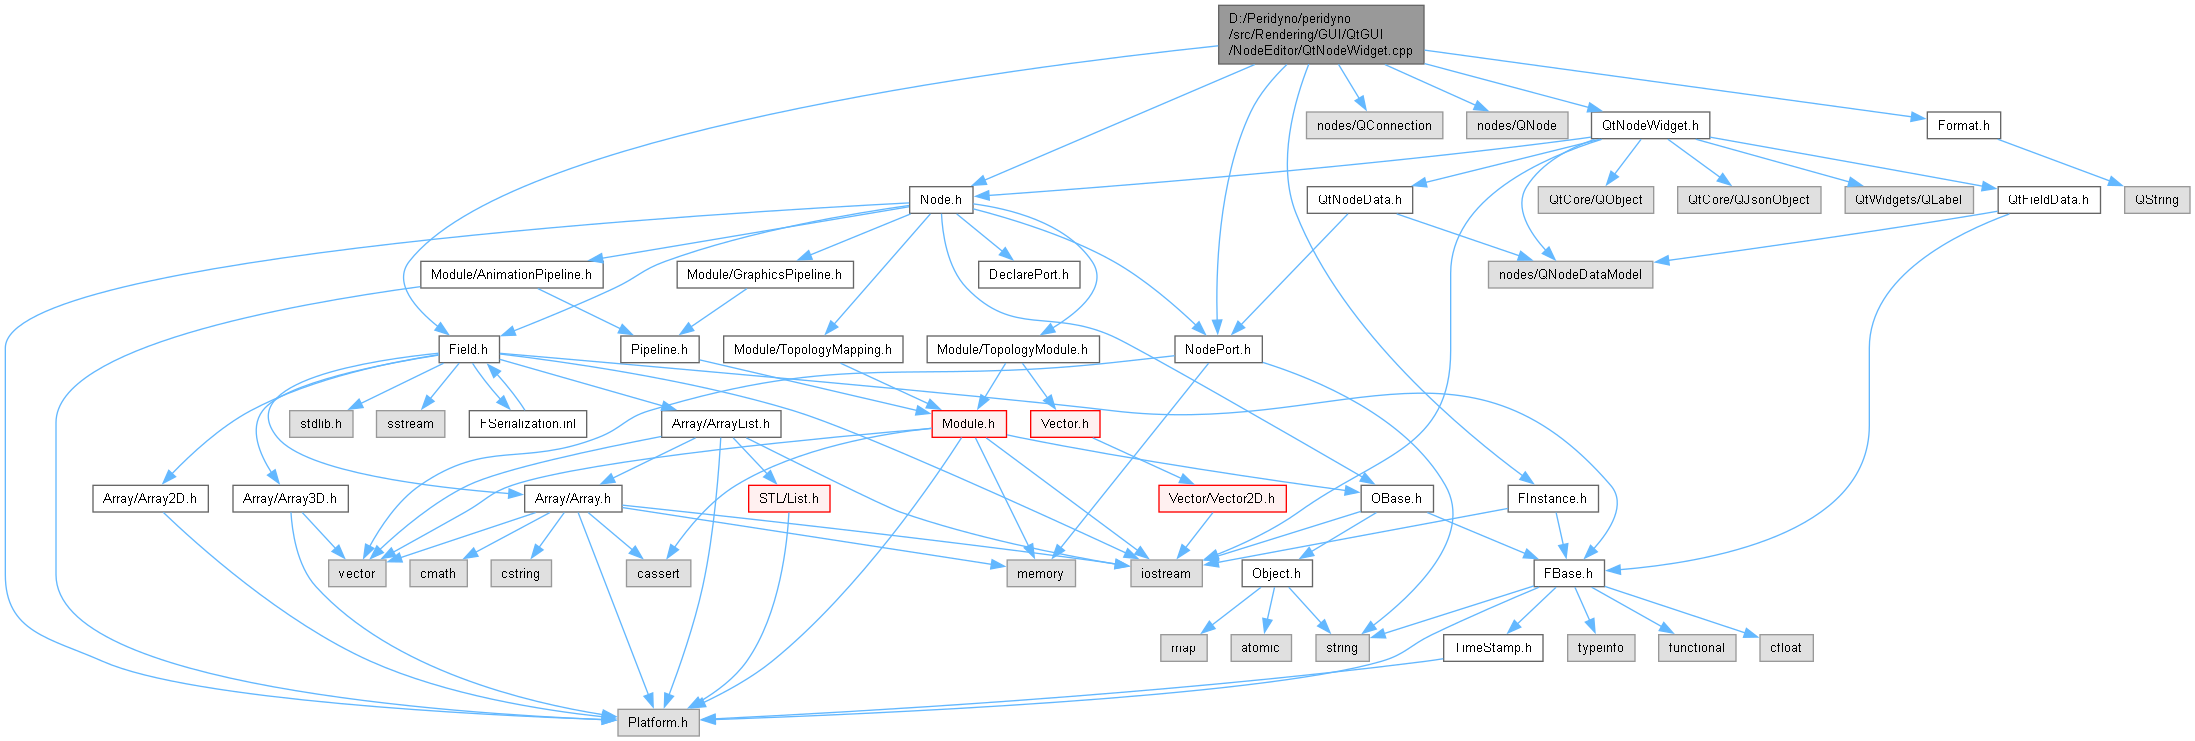 D:/Peridyno/peridyno
/src/Rendering/GUI/QtGUI
/NodeEditor/QtNodeWidget.cpp
nodes/QConnection
nodes/QNode
QtNodeWidget.h
Format.h
Node.h
QtNodeData.h
QtCore/QObject
QtCore/QJsonObject
QtWidgets/QLabel
QtFieldData.h
QString
Module/AnimationPipeline.h
Module/GraphicsPipeline.h
DeclarePort.h
nodes/QNodeDataModel
Field.h
Pipeline.h
Module/TopologyMapping.h
Module/TopologyModule.h
NodePort.h
stdlib.h
sstream
FSerialization.inl
Array/ArrayList.h
Module.h
Vector.h
Array/Array2D.h
Array/Array3D.h
Array/Array.h
STL/List.h
Vector/Vector2D.h
OBase.h
FInstance.h
vector
cmath
cstring
cassert
memory
iostream
Object.h
FBase.h
map
atomic
string
TimeStamp.h
typeinfo
functional
cfloat
Platform.h